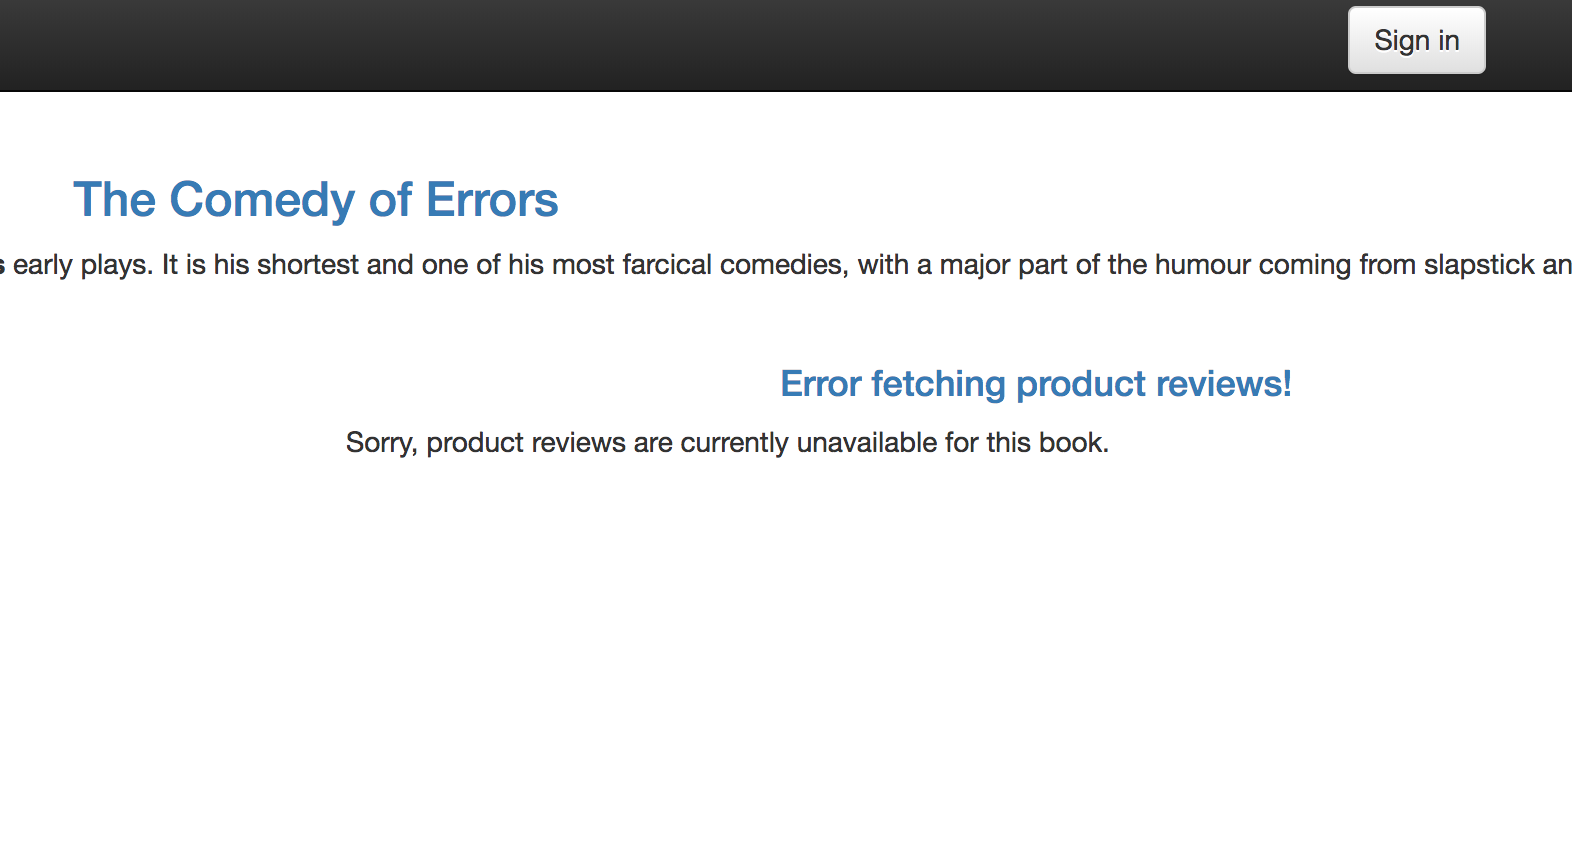 Sign in
The Comedy of Errors
early plays. It is his shortest and one of his most farcical comedies, with a major part of the humour coming from slapstick an
Error fetching product reviews!
Sorry, product reviews are currently unavailable for this book.